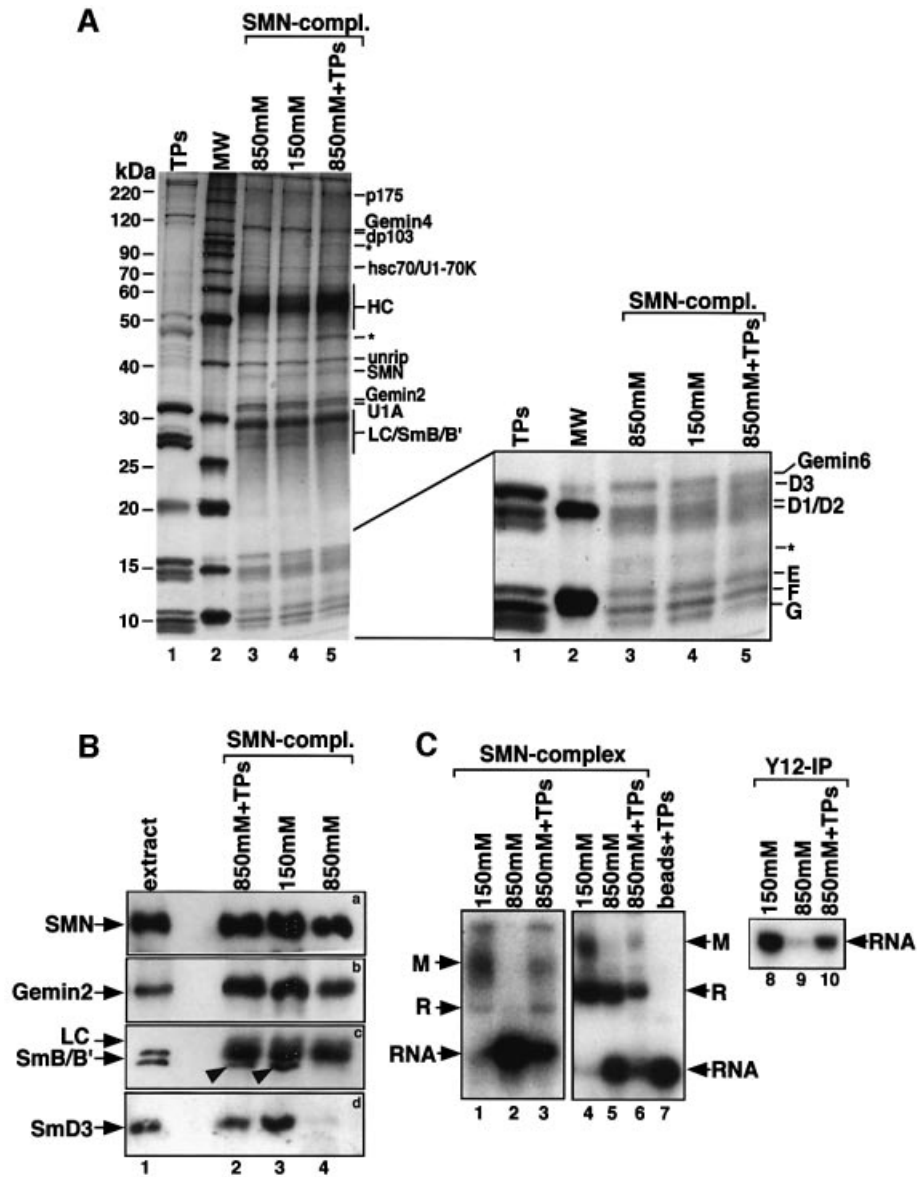 A
SMN-compl.
kDa
TPs
MW
850mM
150mM
850mM+TPs
220
120
90
70
60
50
40
30
25
20
15
10
p175
Gemin4
dp103
*
hsc70/U1-70K
HC
*
unrip
SMN
Gemin2
U1A
LC/SmB/B'
1 2 3 4 5
SMN-compl.
TPs
MW
850mM
150mM
850mM+TPs
Gemin6
D3
D1/D2
*
E
F
G
1 2 3 4 5
B
SMN-compl.
extract
850mM+TPs
150mM
850mM
SMN
a
Gemin2
b
LC
SmB/B'
c
SmD3
d
1 2 3 4
C
SMN-complex
150mM
850mM
850mM+TPs
150mM
850mM
850mM+TPs
beads+TPs
M
R
RNA
M
R
RNA
1 2 3 4 5 6 7
Y12-IP
150mM
850mM
850mM+TPs
RNA
8 9 10